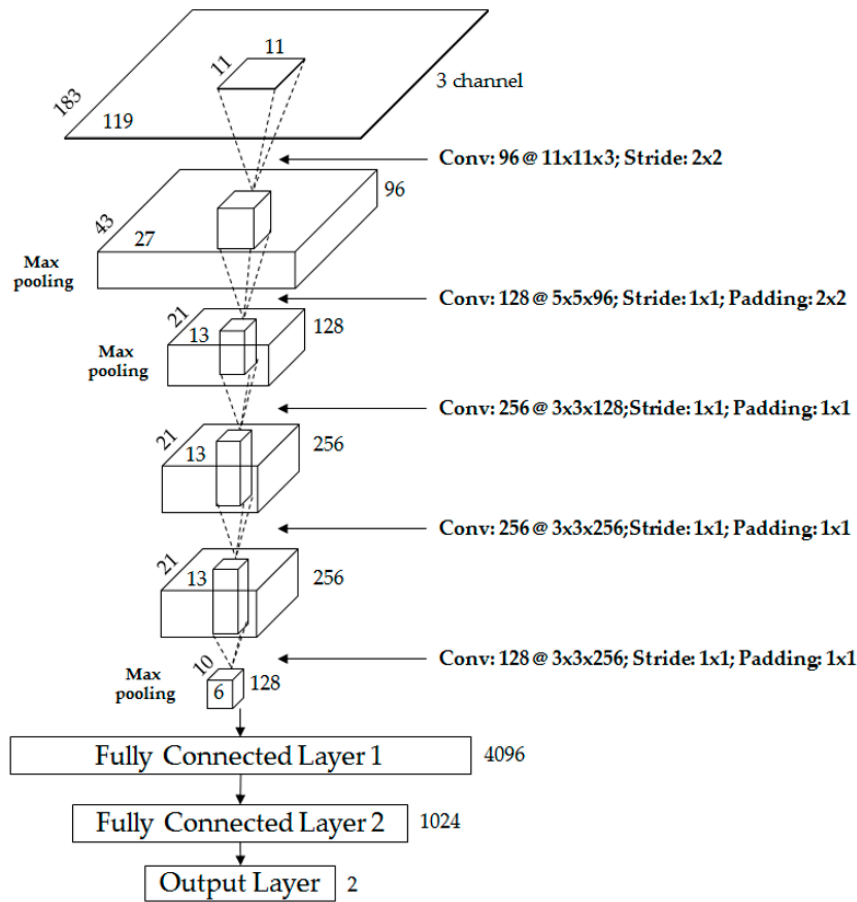 11
11
183
119
3 channel
Conv: 96 @ 11x11x3; Stride: 2x2
96
43
27
Max
pooling
Conv: 128 @ 5x5x96; Stride: 1x1; Padding: 2x2
21
13
128
Max
pooling
Conv: 256 @ 3x3x128;Stride: 1x1; Padding: 1x1
21
13
256
Conv: 256 @ 3x3x256;Stride: 1x1; Padding: 1x1
21
13
256
Conv: 128 @ 3x3x256; Stride: 1x1; Padding: 1x1
Max
pooling
10
6
128
Fully Connected Layer 1
4096
Fully Connected Layer 2
1024
Output Layer
2